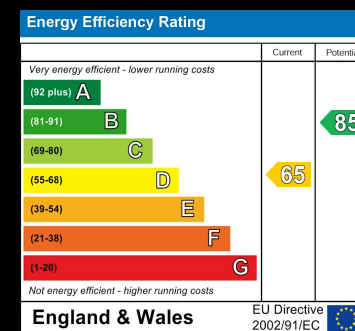 Energy Efficiency Rating
Current Potentia
Very energy efficient - lower running costs
(92 plus) A
(81-91) B 85
(69-80) C
(55-68) D 65
(39-54) E
(21-38) F
(1-20) G
Not energy efficient - higher running costs
England & Wales
EU Directive
2002/91/EC